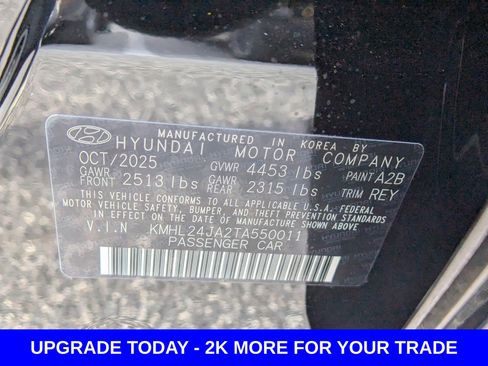 MANUFACTURED IN KOREA BY
HYUNDAI MOTOR COMPANY
OCT/2025 GVWR 4453 lbs PAINT A2B
GAWR FRONT 2513 lbs GAWR REAR 2315 lbs TRIM REY
THIS VEHICLE CONFORMS TO ALL APPLICABLE U.S.A. FEDERAL
MOTOR VEHICLE SAFETY, BUMPER, AND THEFT PREVENTION STANDARDS
IN EFFECT ON THE DATE OF MANUFACTURE SHOWN ABOVE.
V.I.N KMHL24JA2TA550011
PASSENGER CAR
UPGRADE TODAY - 2K MORE FOR YOUR TRADE